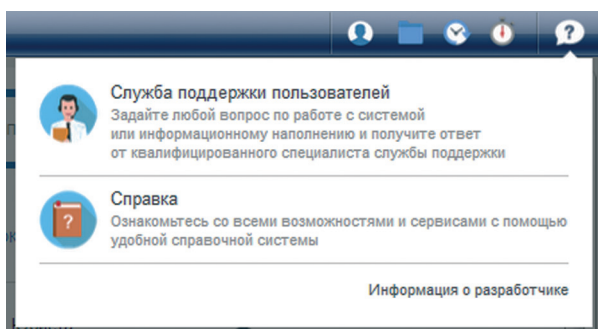 Служба поддержки пользователей
Задайте любой вопрос по работе с системой
или информационному наполнению и получите ответ
от квалифицированного специалиста службы поддержки
Справка
Ознакомьтесь со всеми возможностями и сервисами с помощью
удобной справочной системы
Информация о разработчике